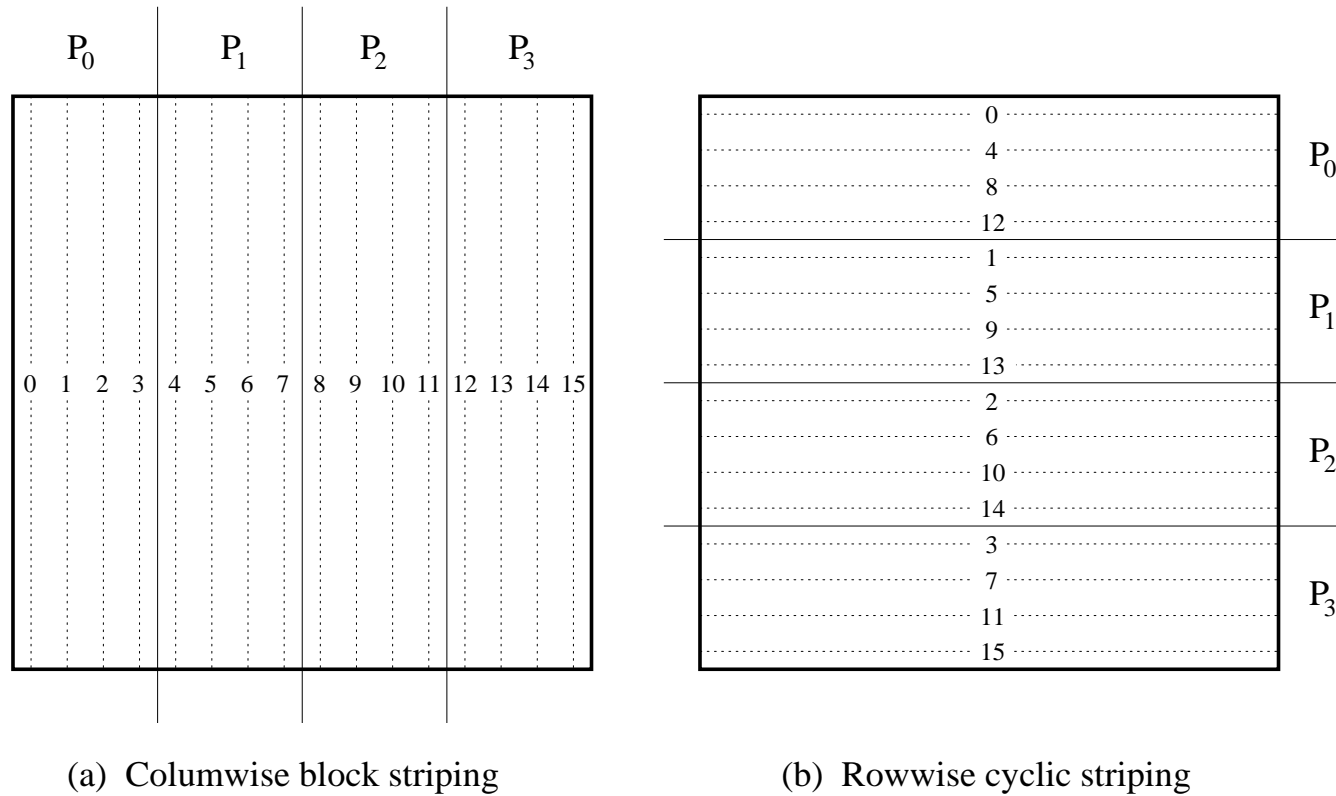 P0 P1 P2 P3
0 1 2 3 4 5 6 7 8 9 10 11 12 13 14 15
(a) Columwise block striping
0
4
8
12
P0
1
5
9
13
P1
2
6
10
14
P2
3
7
11
15
P3
(b) Rowwise cyclic striping